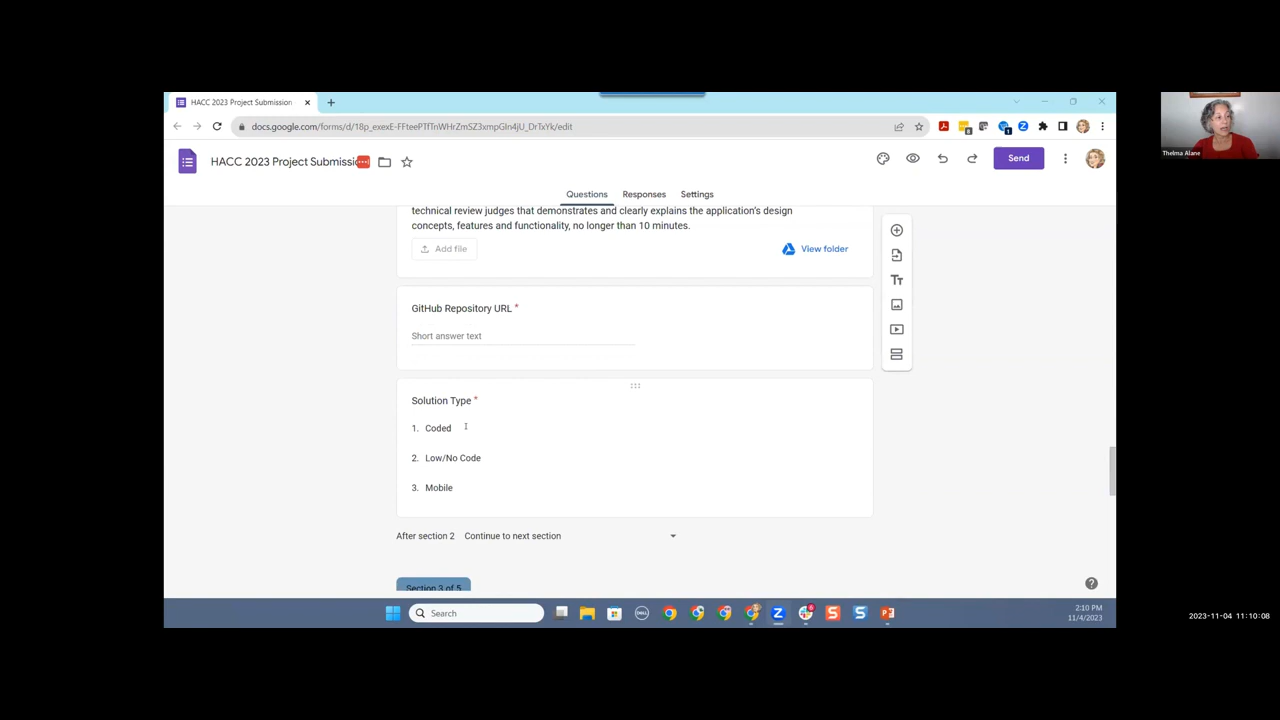 HACC 2023 Project Submission
docs.google.com/forms/d/18p_exexE-FFteePTfTnWHrZmSZ3xmpGIn4jU_DrTxYk/edit
HACC 2023 Project Submissi
Send
Questions Responses Settings
technical review judges that demonstrates and clearly explains the application's design
concepts, features and functionality, no longer than 10 minutes.
Add file
View folder
GitHub Repository URL *
Short answer text
Solution Type *
1. Coded
2. Low/No Code
3. Mobile
After section 2 Continue to next section
Section 3 of 5
Search
2:10 PM
11/4/2023
Thelma Alane
2023-11-04 11:10:08